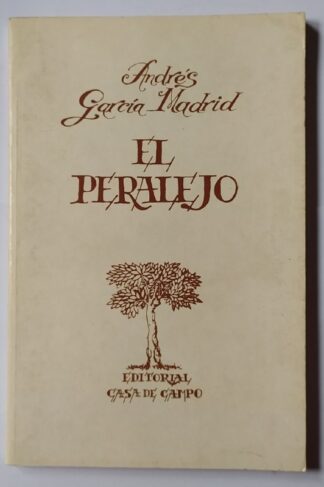 Andrés
García Madrid
EL
PERALEJO
EDITORIAL
CASA DE CAMPO